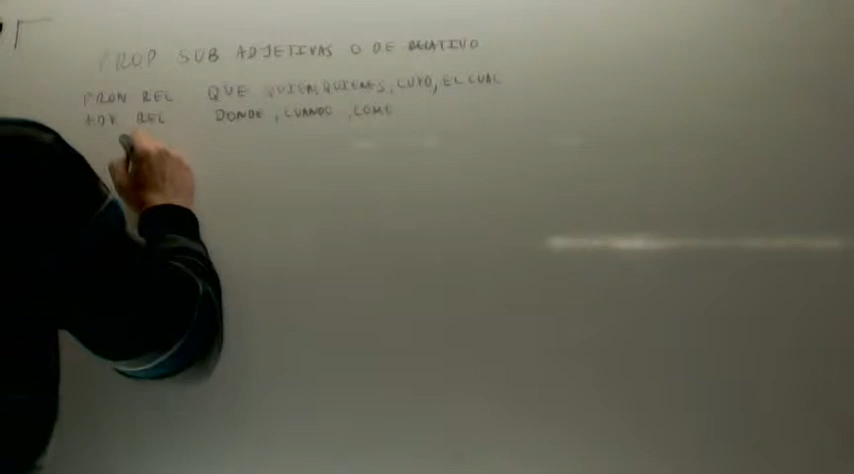 PROP SUB ADJETIVAS O DE RELATIVO
PRON REL QUE QUIEN, QUIENES, CUYO, EL CUAL
ADV REL DONDE, CUANDO, COMO